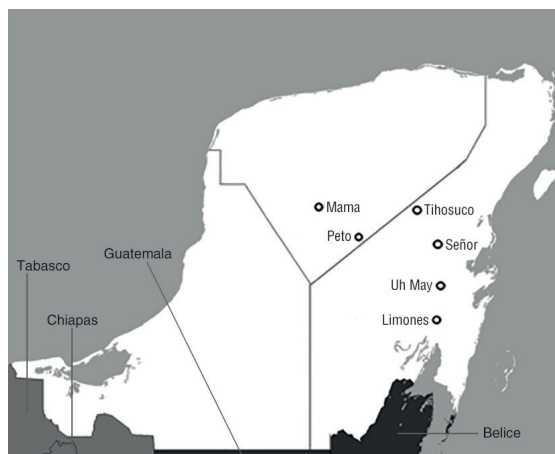 Mama
Tihosuco
Peto
Señor
Guatemala
Tabasco
Uh May
Chiapas
Limones
Belice